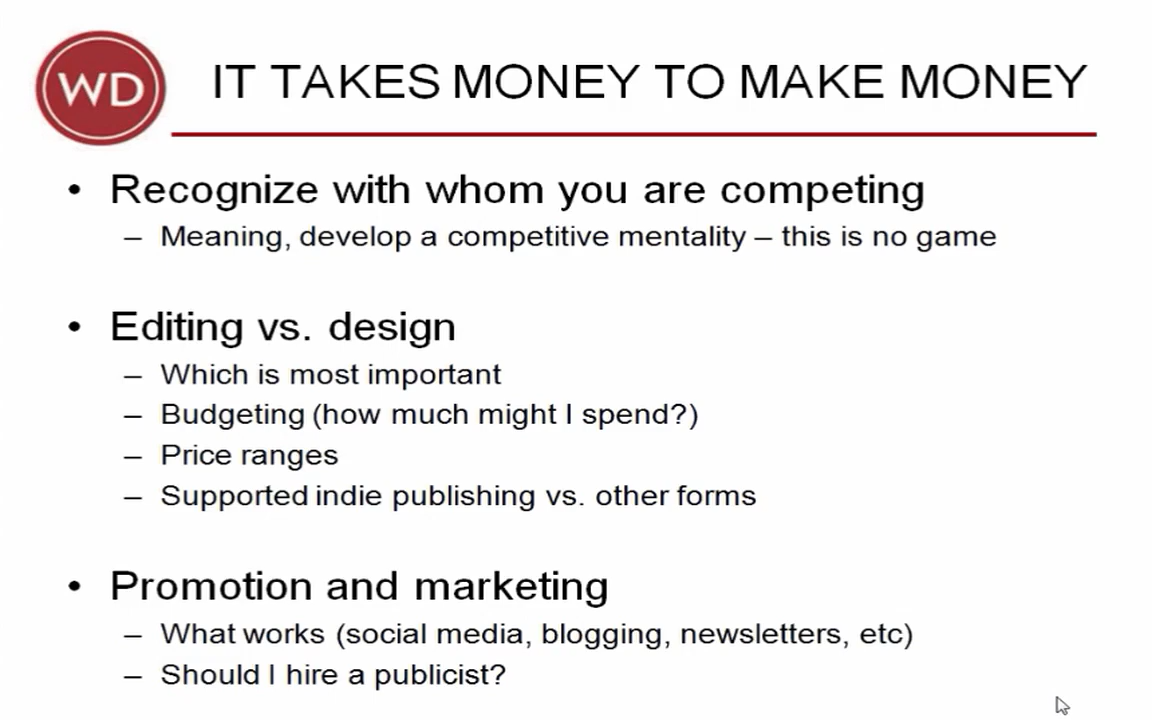 WD
IT TAKES MONEY TO MAKE MONEY
• Recognize with whom you are competing
– Meaning, develop a competitive mentality – this is no game
• Editing vs. design
– Which is most important
– Budgeting (how much might I spend?)
– Price ranges
– Supported indie publishing vs. other forms
• Promotion and marketing
– What works (social media, blogging, newsletters, etc)
– Should I hire a publicist?